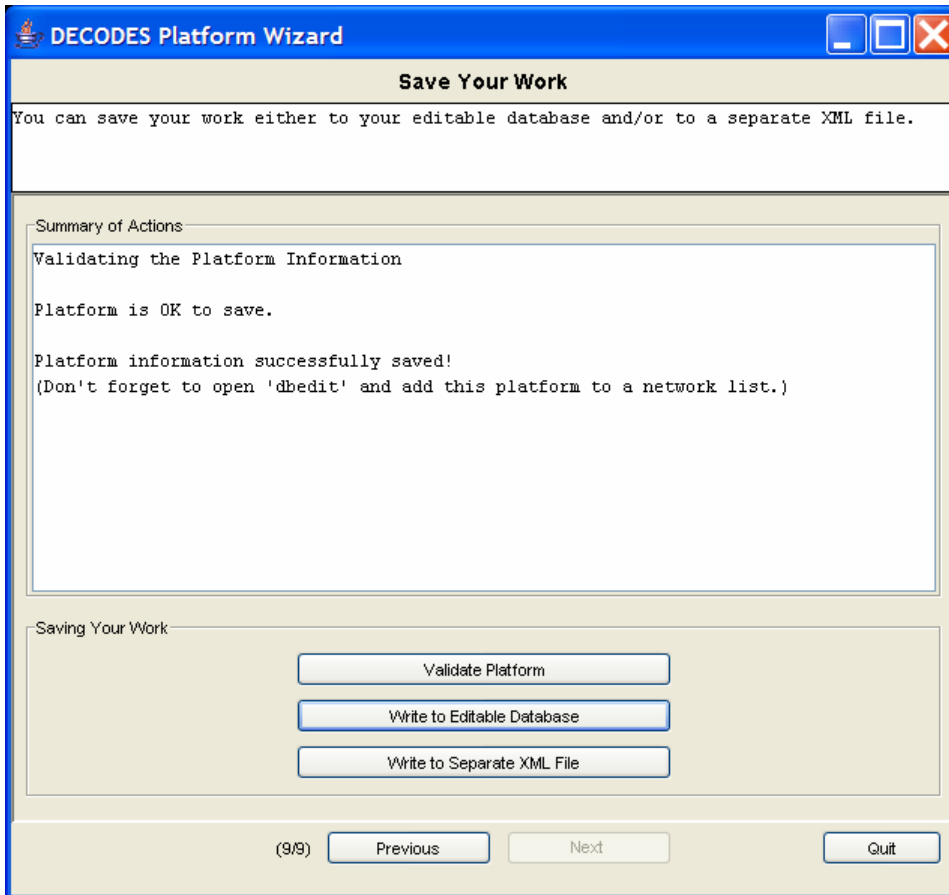 DECODES Platform Wizard
Save Your Work
You can save your work either to your editable database and/or to a separate XML file.
Summary of Actions
Validating the Platform Information
Platform is OK to save.
Platform information successfully saved!
(Don't forget to open 'dbedit' and add this platform to a network list.)
Saving Your Work
Validate Platform
Write to Editable Database
Write to Separate XML File
(9/9) Previous Next Quit